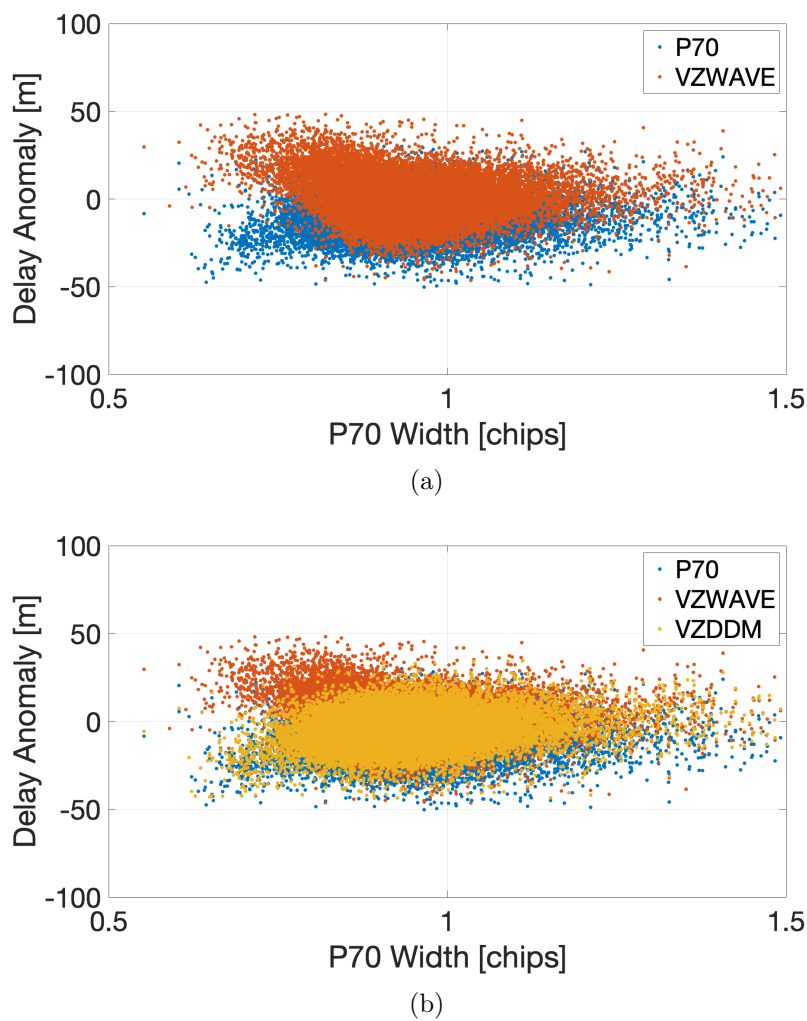 100
50
0
-50
-100
Delay Anomaly [m]
P70
VZWAVE
0.5 1 1.5
P70 Width [chips]
(a)
100
50
0
-50
-100
Delay Anomaly [m]
P70
VZWAVE
VZDDM
0.5 1 1.5
P70 Width [chips]
(b)